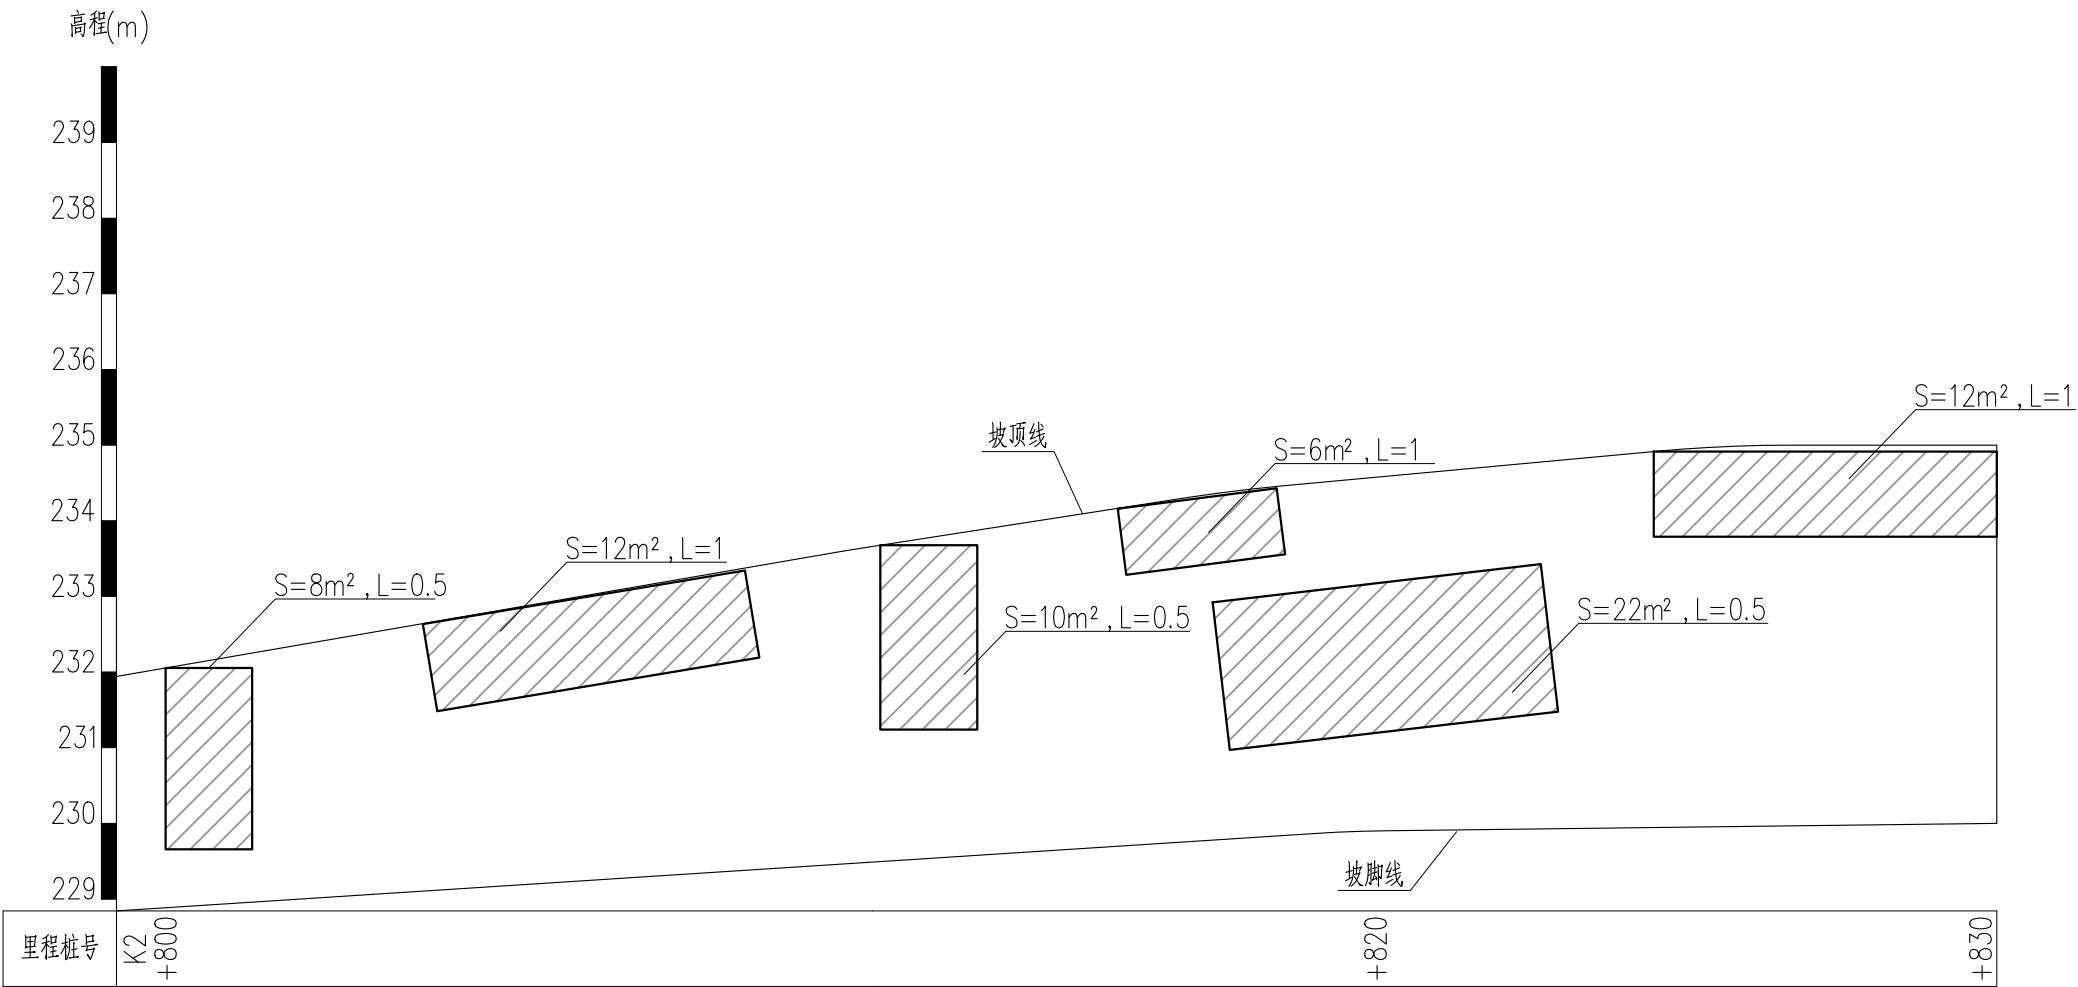 高程(m)
239
238
237
236
235
234
233
232
231
230
229
S=12m²,L=1
坡顶线
S=6m²,L=1
S=12m²,L=1
S=8m²,L=0.5
S=10m²,L=0.5
S=22m²,L=0.5
坡脚线
里程桩号
K2
+800
+820
+830